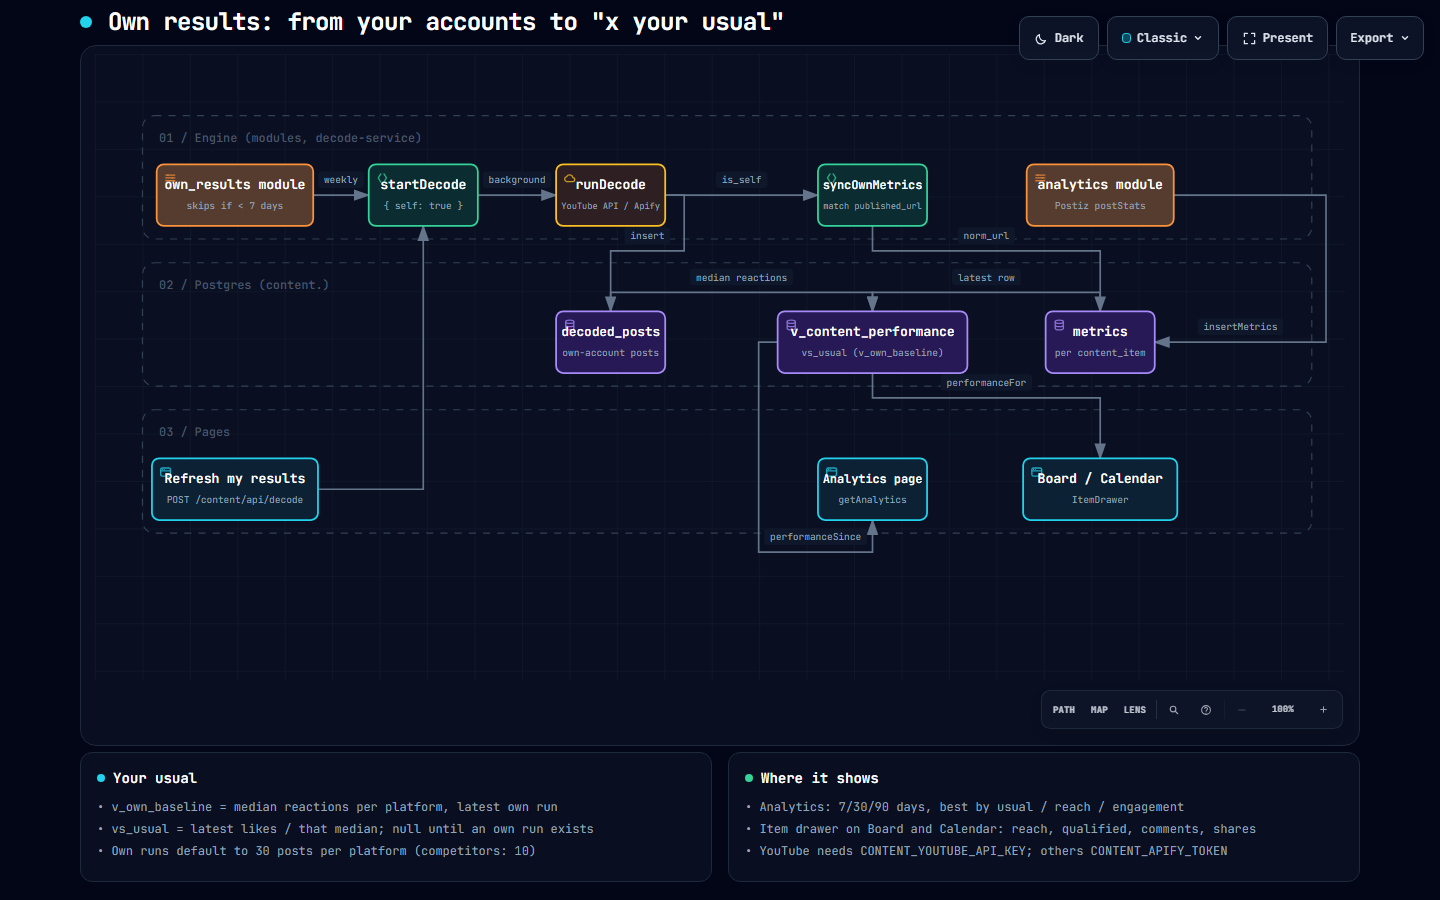 Own results: from your accounts to "x your usual"
Dark
Classic
Present
Export
01 / Engine (modules, decode-service)
own_results module
skips if < 7 days
weekly
startDecode
{ self: true }
background
runDecode
YouTube API / Apify
is_self
syncOwnMetrics
match published_url
analytics module
Postiz postStats
insert
norm_url
02 / Postgres (content.)
median reactions
latest row
decoded_posts
own-account posts
v_content_performance
vs_usual (v_own_baseline)
metrics
per content_item
insertMetrics
performanceFor
03 / Pages
Refresh my results
POST /content/api/decode
Analytics page
getAnalytics
Board / Calendar
ItemDrawer
performanceSince
PATH
MAP
LENS
100%
Your usual
• v_own_baseline = median reactions per platform, latest own run
• vs_usual = latest likes / that median; null until an own run exists
• Own runs default to 30 posts per platform (competitors: 10)
Where it shows
• Analytics: 7/30/90 days, best by usual / reach / engagement
• Item drawer on Board and Calendar: reach, qualified, comments, shares
• YouTube needs CONTENT_YOUTUBE_API_KEY; others CONTENT_APIFY_TOKEN